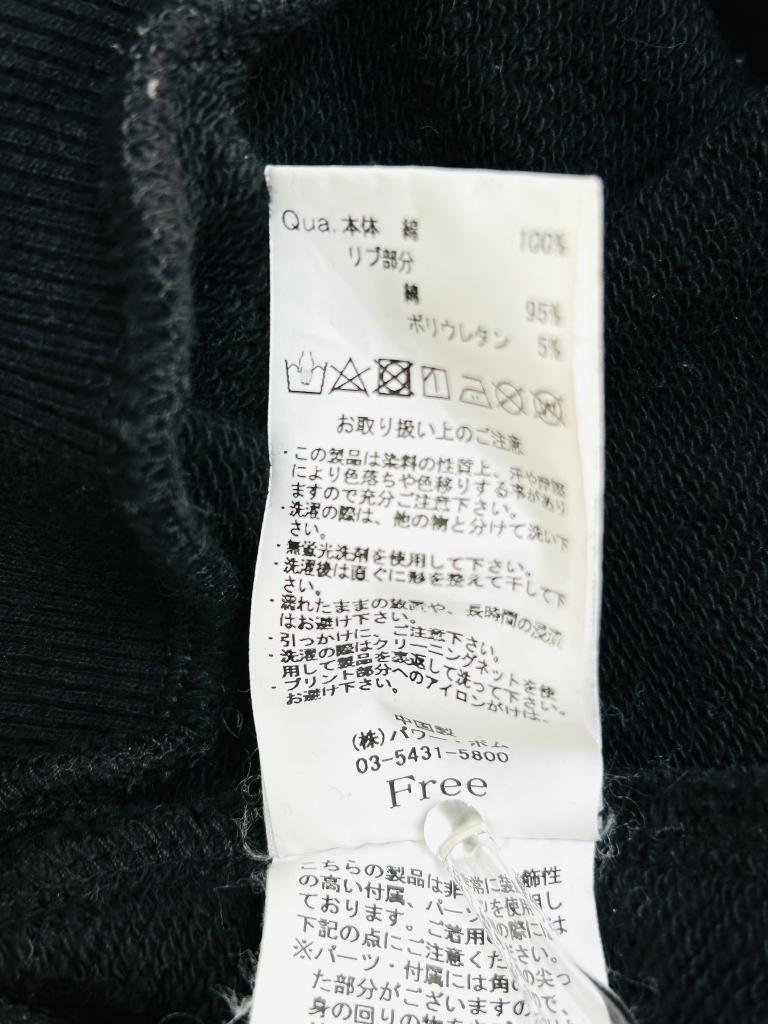 Qua. 本体 綿 100%
リブ部分
綿 95%
ポリウレタン 5%
お取り扱い上のご注意
・この製品は染料の性質上、汗や摩擦
により色落ちや色移りする事があり
ますので充分ご注意下さい。
・洗濯の際は、他の物と分けて洗い下
さい。
・無蛍光洗剤を使用して下さい。
・洗濯後は直ぐに形を整えて干して下
さい。
・濡れたままの放置や、長時間の浸漬
はお避け下さい。
・引っかけに、ご注意下さい。
・洗濯の際はクリーニングネットを使
用して製品を裏返して洗って下さい。
・プリント部分へのアイロンがけは、
お避け下さい。
中国製
(株)パワー
03-5431-5800
Free
こちらの製品は非常に装飾性
の高い付属、パーツを使用し
ております。ご着用の際には
下記の点にご注意ください。
※パーツ・付属には角の尖っ
た部分がございますので、
身の回りの物を